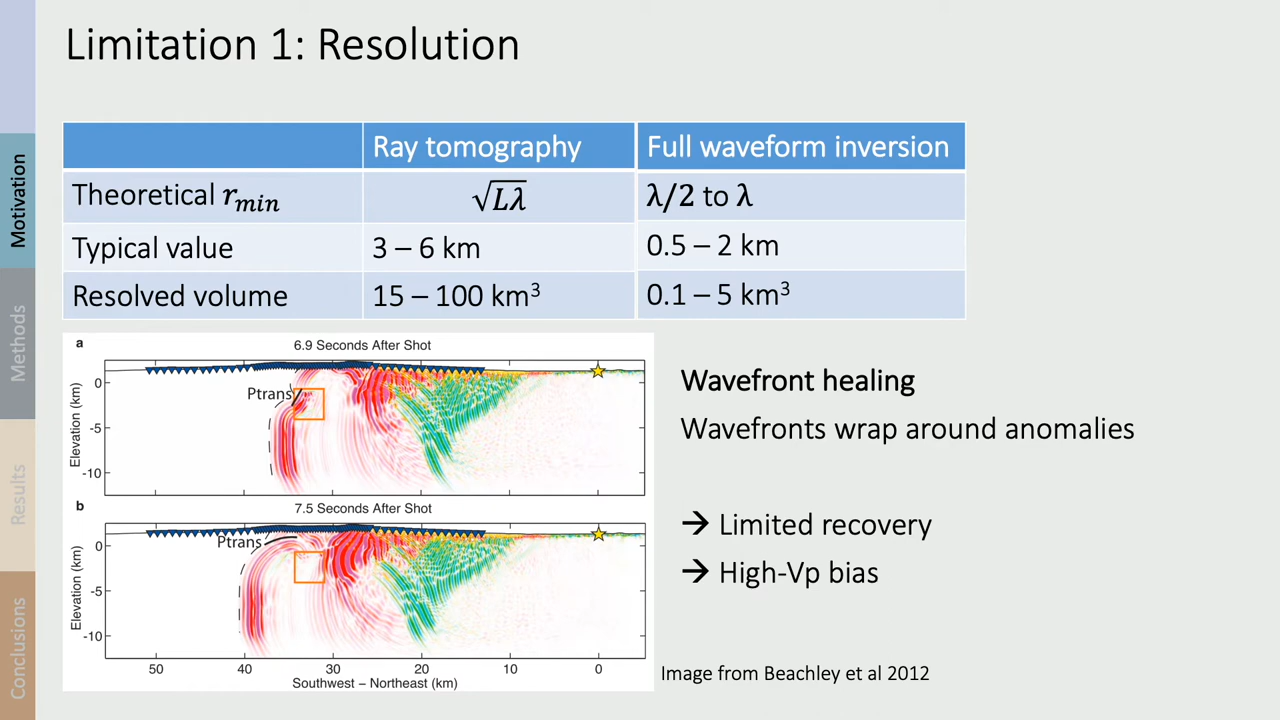 Limitation 1: Resolution
Motivation
Methods
Results
Conclusions
Ray tomography
Full waveform inversion
Theoretical r_min
√Lλ
λ/2 to λ
Typical value
3 – 6 km
0.5 – 2 km
Resolved volume
15 – 100 km³
0.1 – 5 km³
a
6.9 Seconds After Shot
Ptrans
Elevation (km)
0
-5
-10
b
7.5 Seconds After Shot
Ptrans
Elevation (km)
0
-5
-10
50 40 30 20 10 0
Southwest – Northeast (km)
Wavefront healing
Wavefronts wrap around anomalies
→ Limited recovery
→ High-Vp bias
Image from Beachley et al 2012